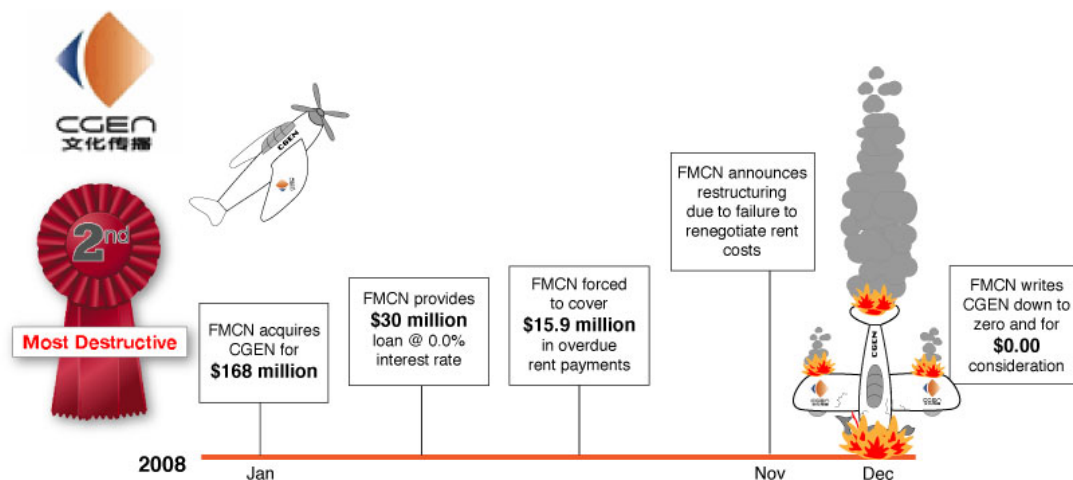 CGEN
文化传播
2nd
Most Destructive
CGEN
FMCN acquires
CGEN for
$168 million
FMCN provides
$30 million
loan @ 0.0%
interest rate
FMCN forced
to cover
$15.9 million
in overdue
rent payments
FMCN announces
restructuring
due to failure to
renegotiate rent
costs
FMCN writes
CGEN down to
zero and for
$0.00
consideration
CGEN
CGEN
CGEN
2008
Jan
Nov
Dec